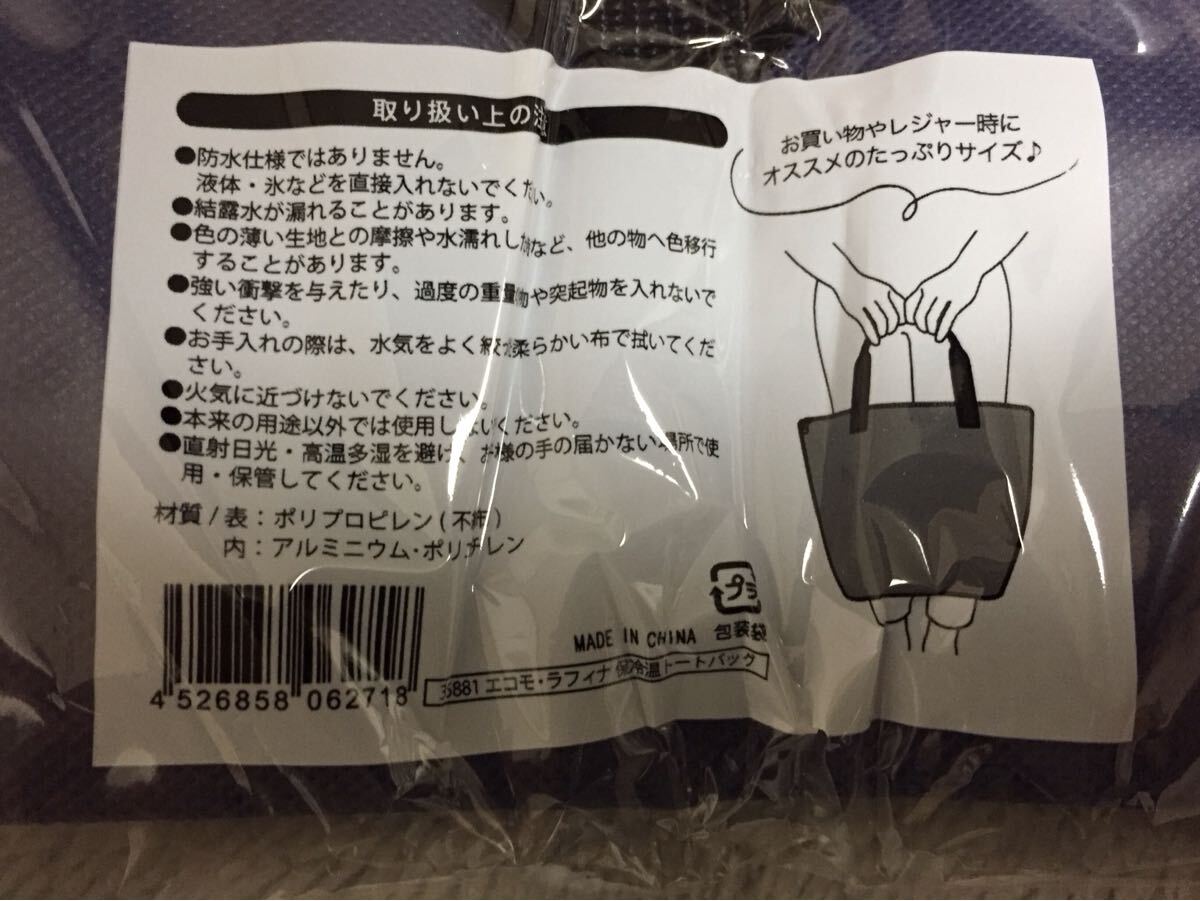 取り扱い上の注
●防水仕様ではありません。
液体・氷などを直接入れないでください。
●結露水が漏れることがあります。
●色の薄い生地との摩擦や水濡れした時など、他の物へ色移行
することがあります。
●強い衝撃を与えたり、過度の重量物や突起物を入れないで
ください。
●お手入れの際は、水気をよく絞り柔らかい布で拭いてくだ
さい。
●火気に近づけないでください。
●本来の用途以外では使用しないください。
●直射日光・高温多湿を避け、お様の手の届かない場所で使
用・保管してください。
材質/表:ポリプロピレン(不布)
内:アルミニウム・ポリチレン
4 526858 062718
MADE IN CHINA
プラ
包装袋
35881 エコモ・ラフィナ 保冷温トートバッグ
お買い物やレジャー時に
オススメのたっぷりサイズ♪